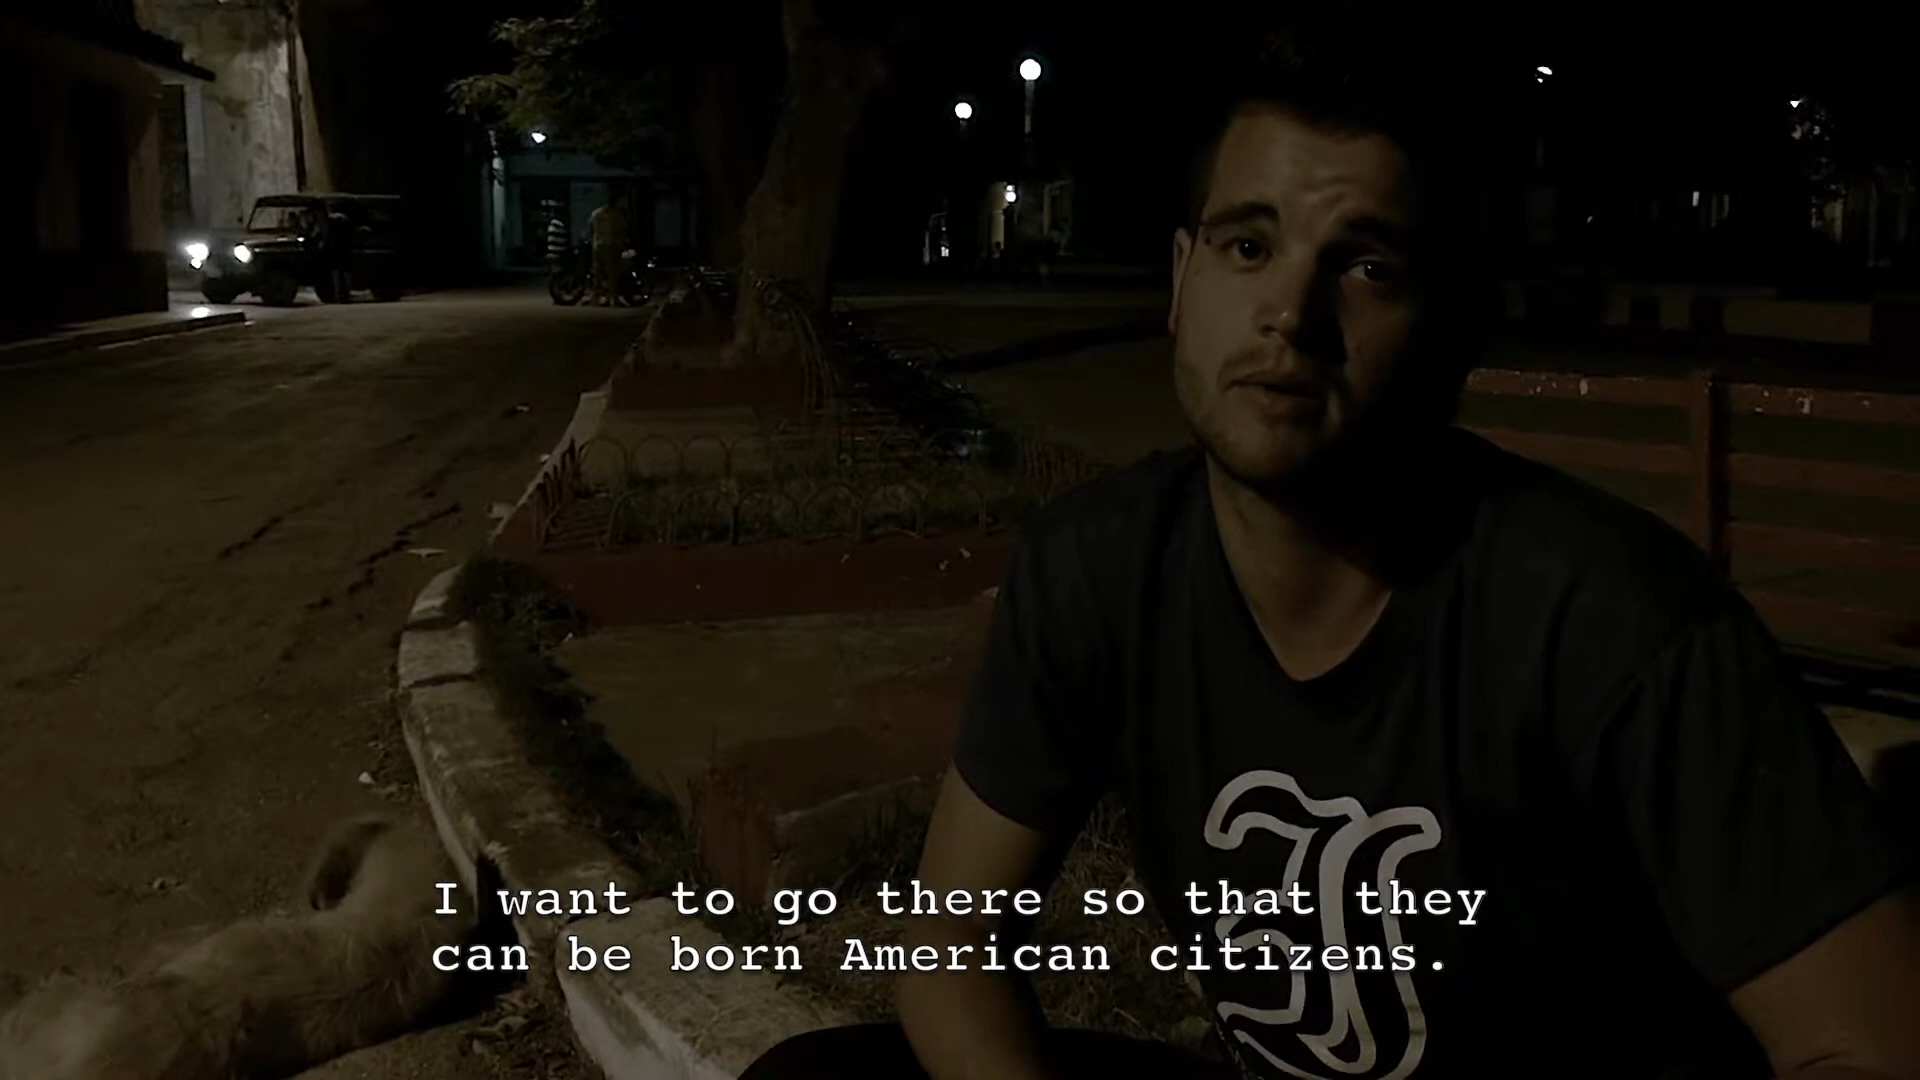 I want to go there so that they
can be born American citizens.